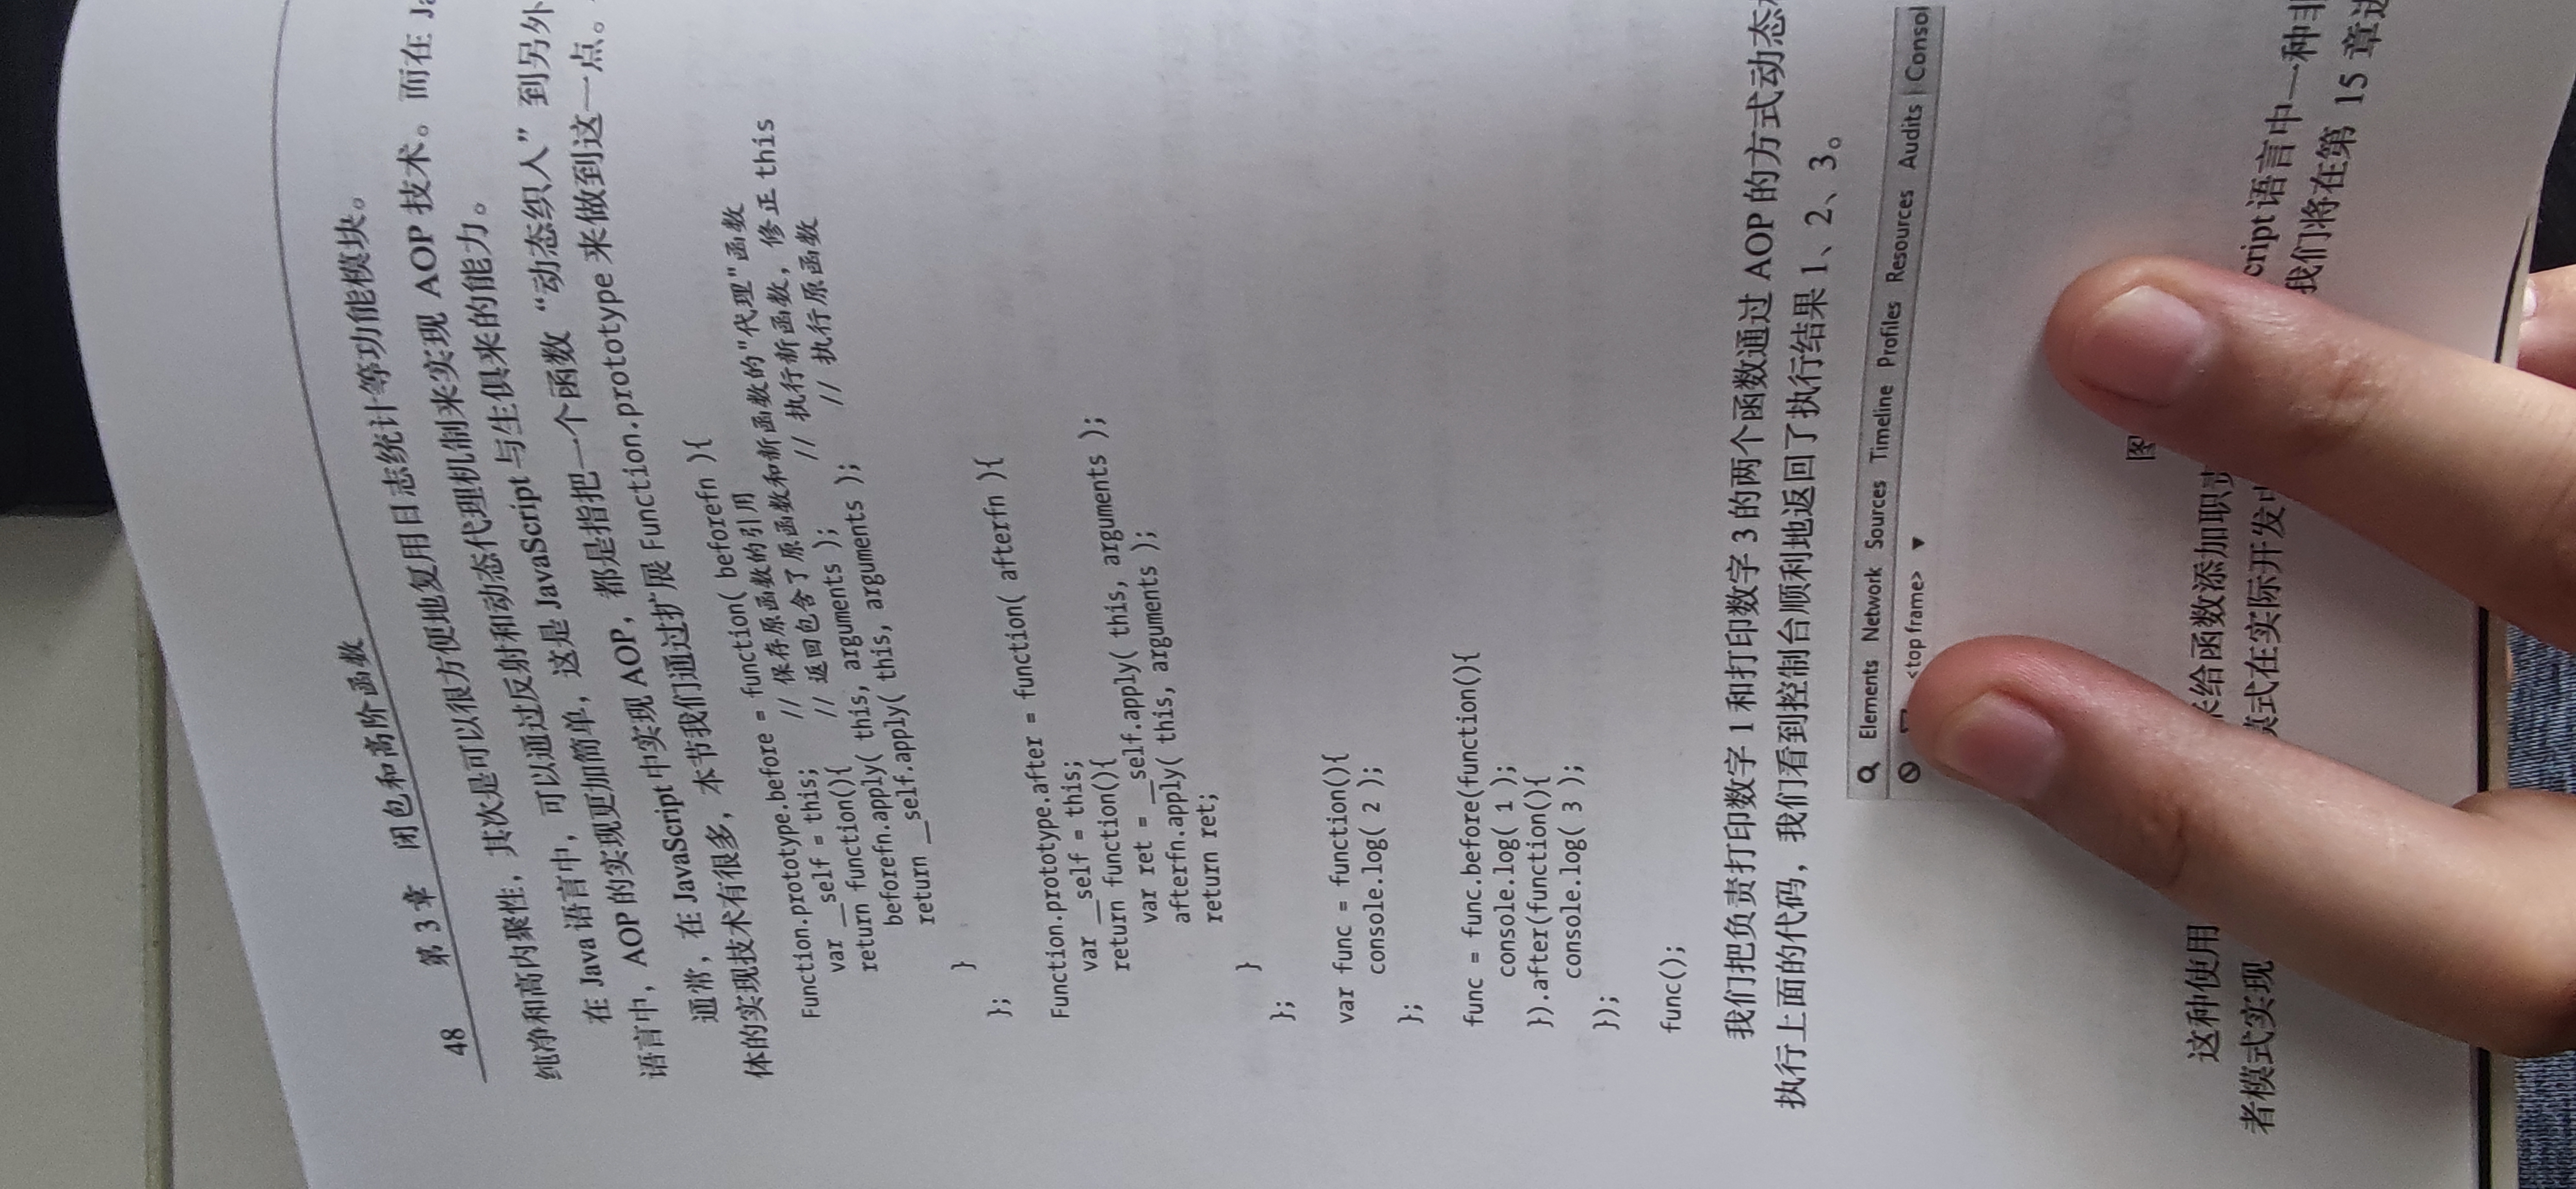 48 第3章 闭包和高阶函数
纯净和高内聚性，其次是可以很方便地复用日志统计等功能模块。
在 Java 语言中，可以通过反射和动态代理机制来实现 AOP 技术。而在
语言中，AOP 的实现更加简单，这是 JavaScript 与生俱来的能力。
通常，在 JavaScript 中实现 AOP，都是指把一个函数“动态织入”到另外
体的实现技术有很多，本节我们通过扩展 Function.prototype 来做到这一点。
Function.prototype.before = function( beforefn ){
var __self = this; // 保存原函数的引用
return function(){ // 返回包含了原函数和新函数的"代理"函数
beforefn.apply( this, arguments ); // 执行新函数，修正 this
return __self.apply( this, arguments ); // 执行原函数
}
};
Function.prototype.after = function( afterfn ){
var __self = this;
return function(){
var ret = __self.apply( this, arguments );
afterfn.apply( this, arguments );
return ret;
}
};
var func = function(){
console.log( 2 );
};
func = func.before(function(){
console.log( 1 );
}).after(function(){
console.log( 3 );
});
func();
我们把负责打印数字 1 和打印数字 3 的两个函数通过 AOP 的方式动态
执行上面的代码，我们看到控制台顺利地返回了执行结果 1、2、3。
Elements Network Sources Timeline Profiles Resources Audits Consol
<top frame> ▼
图
这种使用 来给函数添加职 cript 语言中一种
者模式实现 模式在实际开发 我们将在第 15 章